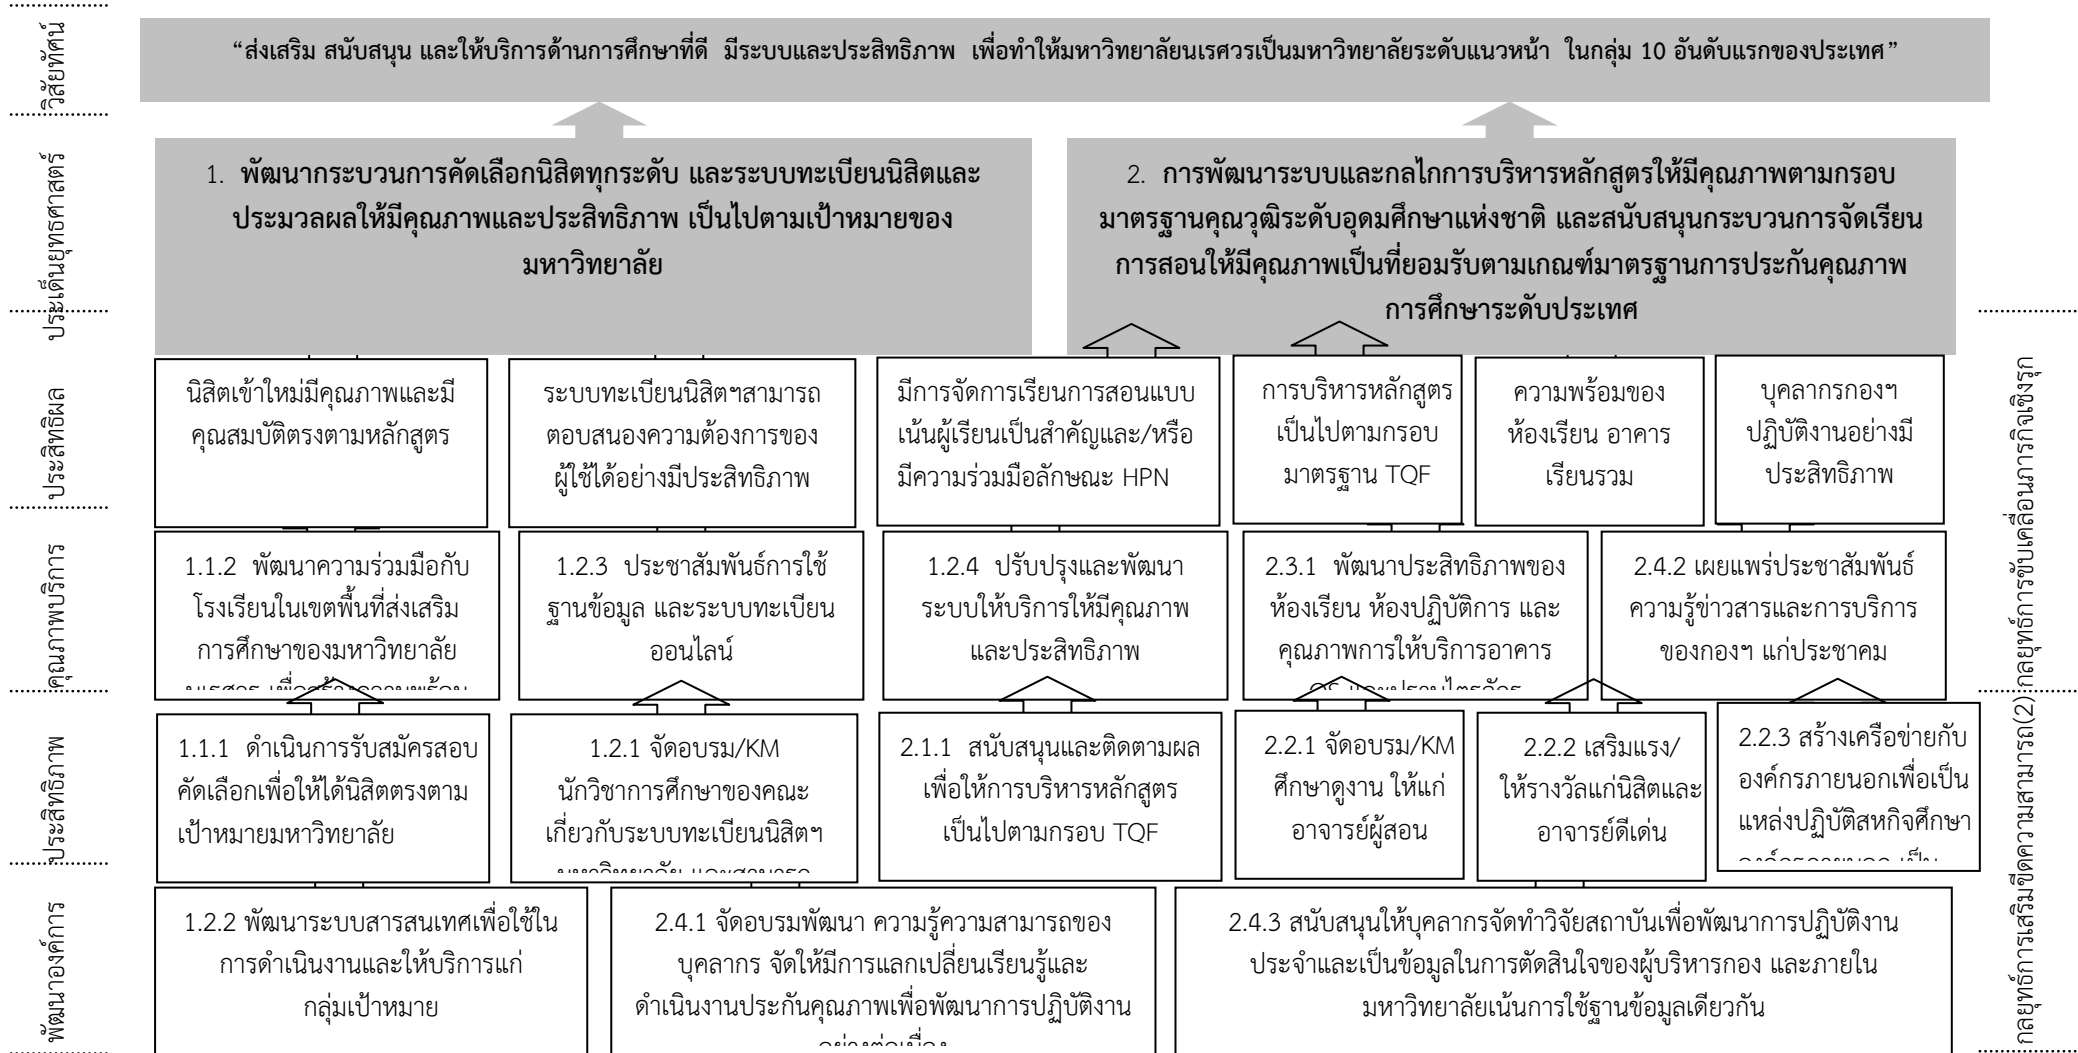 วิสัยทัศน์
“ส่งเสริม สนับสนุน และให้บริการด้านการศึกษาที่ดี มีระบบและประสิทธิภาพ เพื่อทำให้มหาวิทยาลัยนเรศวรเป็นมหาวิทยาลัยระดับแนวหน้า ในกลุ่ม 10 อันดับแรกของประเทศ”
ประเด็นยุทธศาสตร์
1. พัฒนากระบวนการคัดเลือกนิสิตทุกระดับ และระบบทะเบียนนิสิตและ
ประมวลผลให้มีคุณภาพและประสิทธิภาพ เป็นไปตามเป้าหมายของ
มหาวิทยาลัย
2. การพัฒนาระบบและกลไกการบริหารหลักสูตรให้มีคุณภาพตามกรอบ
มาตรฐานคุณวุฒิระดับอุดมศึกษาแห่งชาติ และสนับสนุนกระบวนการจัดเรียน
การสอนให้มีคุณภาพเป็นที่ยอมรับตามเกณฑ์มาตรฐานการประกันคุณภาพ
การศึกษาระดับประเทศ
ประสิทธิผล
นิสิตเข้าใหม่มีคุณภาพและมี
คุณสมบัติตรงตามหลักสูตร
ระบบทะเบียนนิสิตฯสามารถ
ตอบสนองความต้องการของ
ผู้ใช้ได้อย่างมีประสิทธิภาพ
มีการจัดการเรียนการสอนแบบ
เน้นผู้เรียนเป็นสำคัญและ/หรือ
มีความร่วมมือลักษณะ HPN
การบริหารหลักสูตร
เป็นไปตามกรอบ
มาตรฐาน TQF
ความพร้อมของ
ห้องเรียน อาคาร
เรียนรวม
บุคลากรกองฯ
ปฏิบัติงานอย่างมี
ประสิทธิภาพ
คุณภาพบริการ
1.1.2 พัฒนาความร่วมมือกับ
โรงเรียนในเขตพื้นที่ส่งเสริม
การศึกษาของมหาวิทยาลัย
นเรศวร เพื่อสร้างความพร้อม
1.2.3 ประชาสัมพันธ์การใช้
ฐานข้อมูล และระบบทะเบียน
ออนไลน์
1.2.4 ปรับปรุงและพัฒนา
ระบบให้บริการให้มีคุณภาพ
และประสิทธิภาพ
2.3.1 พัฒนาประสิทธิภาพของ
ห้องเรียน ห้องปฏิบัติการ และ
คุณภาพการให้บริการอาคาร
QS และปราบไตรจักร
2.4.2 เผยแพร่ประชาสัมพันธ์
ความรู้ข่าวสารและการบริการ
ของกองฯ แก่ประชาคม
ประสิทธิภาพ
1.1.1 ดำเนินการรับสมัครสอบ
คัดเลือกเพื่อให้ได้นิสิตตรงตาม
เป้าหมายมหาวิทยาลัย
1.2.1 จัดอบรม/KM
นักวิชาการศึกษาของคณะ
เกี่ยวกับระบบทะเบียนนิสิตฯ
มหาวิทยาลัย และสามารถ
2.1.1 สนับสนุนและติดตามผล
เพื่อให้การบริหารหลักสูตร
เป็นไปตามกรอบ TQF
2.2.1 จัดอบรม/KM
ศึกษาดูงาน ให้แก่
อาจารย์ผู้สอน
2.2.2 เสริมแรง/
ให้รางวัลแก่นิสิตและ
อาจารย์ดีเด่น
2.2.3 สร้างเครือข่ายกับ
องค์กรภายนอกเพื่อเป็น
แหล่งปฏิบัติสหกิจศึกษา
องค์กรภายนอก เป็น
พัฒนาองค์การ
1.2.2 พัฒนาระบบสารสนเทศเพื่อใช้ใน
การดำเนินงานและให้บริการแก่
กลุ่มเป้าหมาย
2.4.1 จัดอบรมพัฒนา ความรู้ความสามารถของ
บุคลากร จัดให้มีการแลกเปลี่ยนเรียนรู้และ
ดำเนินงานประกันคุณภาพเพื่อพัฒนาการปฏิบัติงาน
อย่างต่อเนื่อง
2.4.3 สนับสนุนให้บุคลากรจัดทำวิจัยสถาบันเพื่อพัฒนาการปฏิบัติงาน
ประจำและเป็นข้อมูลในการตัดสินใจของผู้บริหารกอง และภายใน
มหาวิทยาลัยเน้นการใช้ฐานข้อมูลเดียวกัน
กลยุทธ์การขับเคลื่อนภารกิจเชิงรุก
กลยุทธ์การเสริมขีดความสามารถ(2)